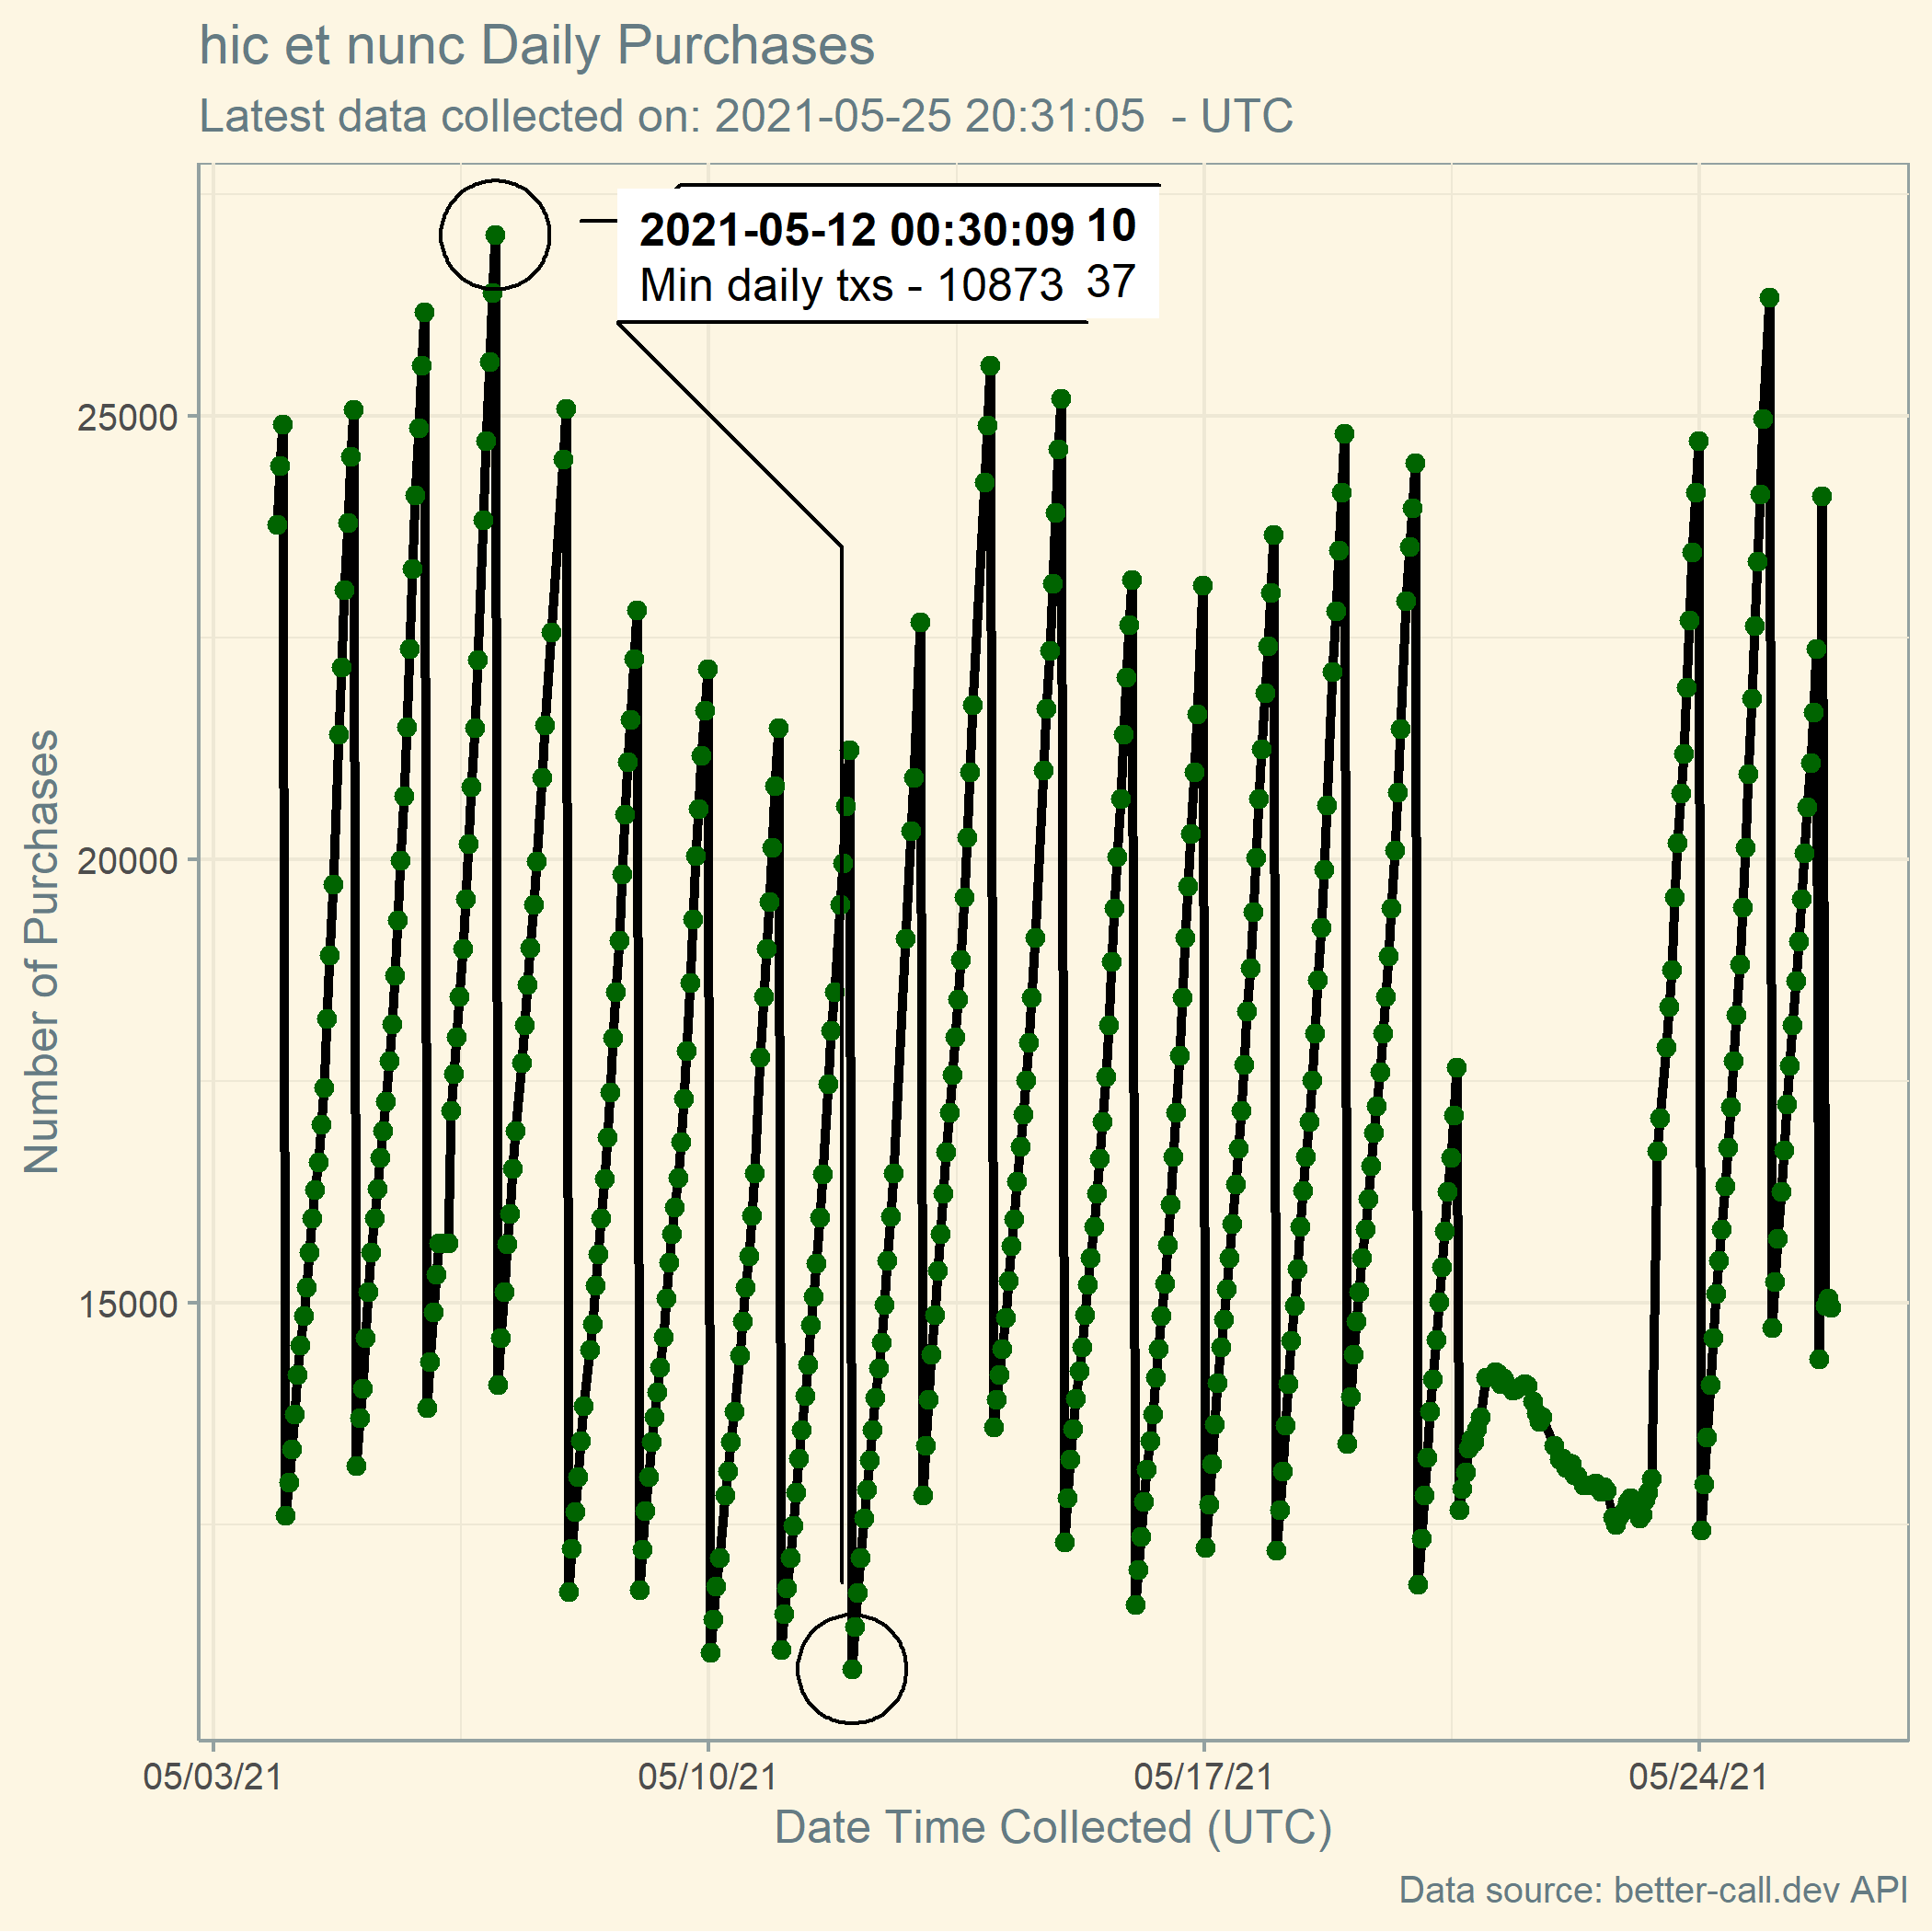 hic et nunc Daily Purchases
Latest data collected on: 2021-05-25 20:31:05 - UTC
2021-05-12 00:30:09 10
Min daily txs - 10873 37
25000
20000
15000
Number of Purchases
05/03/21 05/10/21 05/17/21 05/24/21
Date Time Collected (UTC)
Data source: better-call.dev API